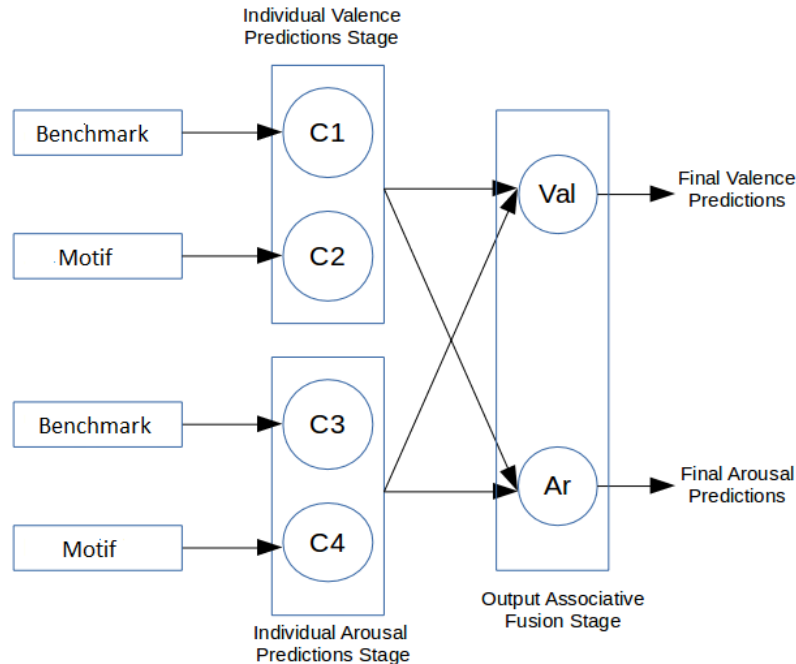 Individual Valence
Predictions Stage
Benchmark
C1
Motif
C2
Val
Final Valence
Predictions
Benchmark
C3
Motif
C4
Ar
Final Arousal
Predictions
Individual Arousal
Predictions Stage
Output Associative
Fusion Stage